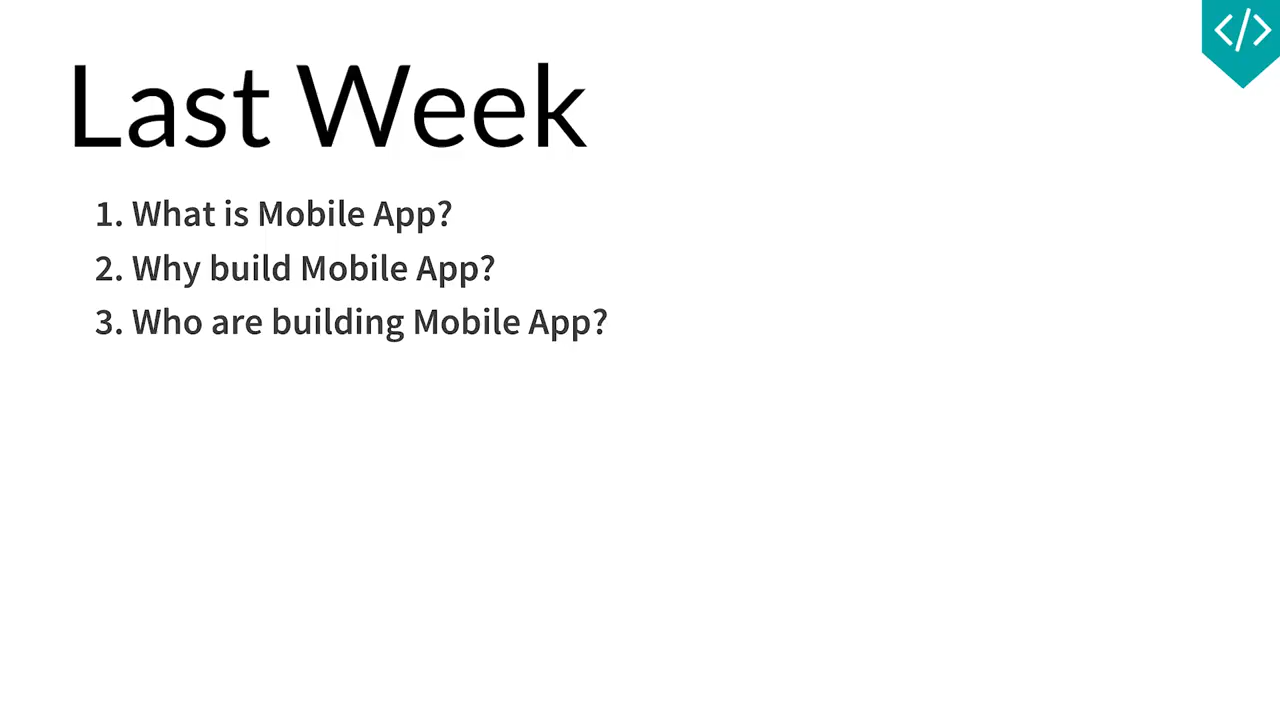 Last Week
1. What is Mobile App?
2. Why build Mobile App?
3. Who are building Mobile App?